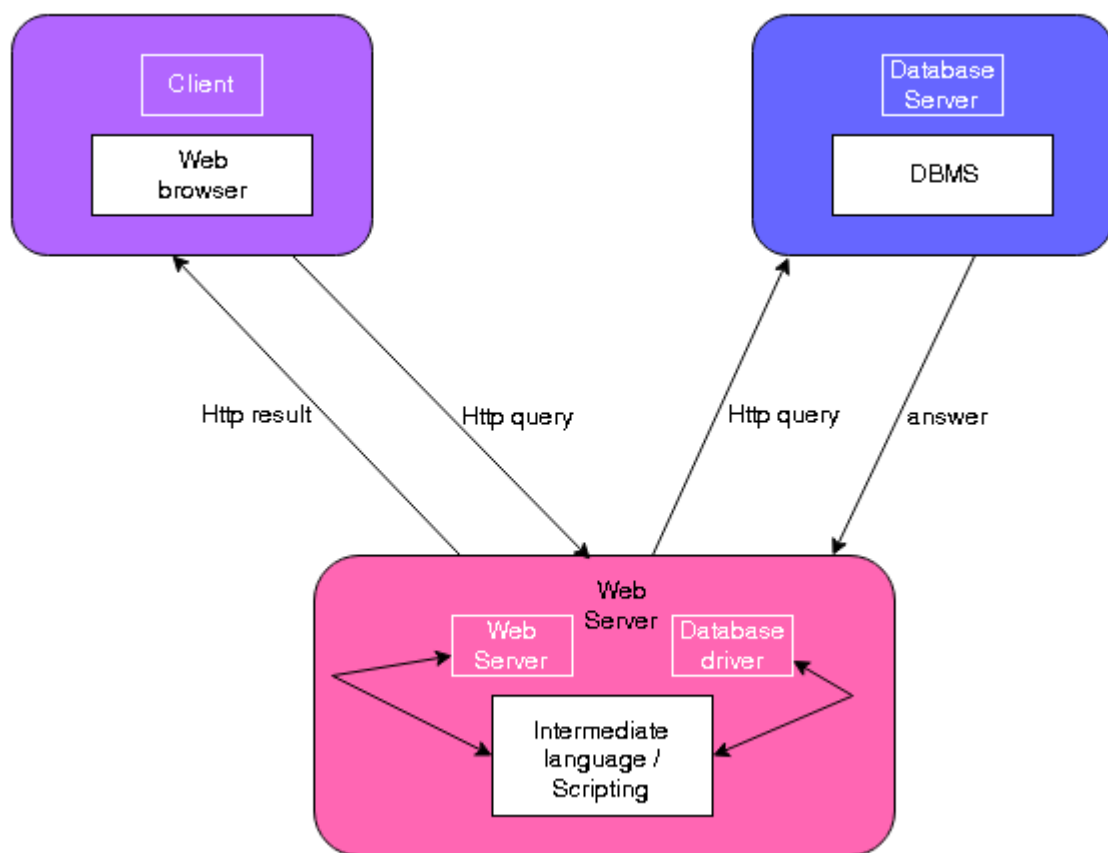 Client
Web
browser
Database
Server
DBMS
Http result
Http query
Http query
answer
Web
Server
Web
Server
Database
driver
Intermediate
language /
Scripting